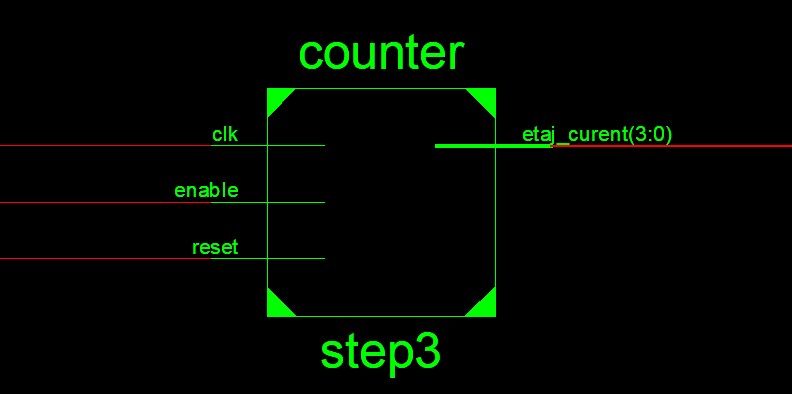 counter
clk
etaj_curent(3:0)
enable
reset
step3